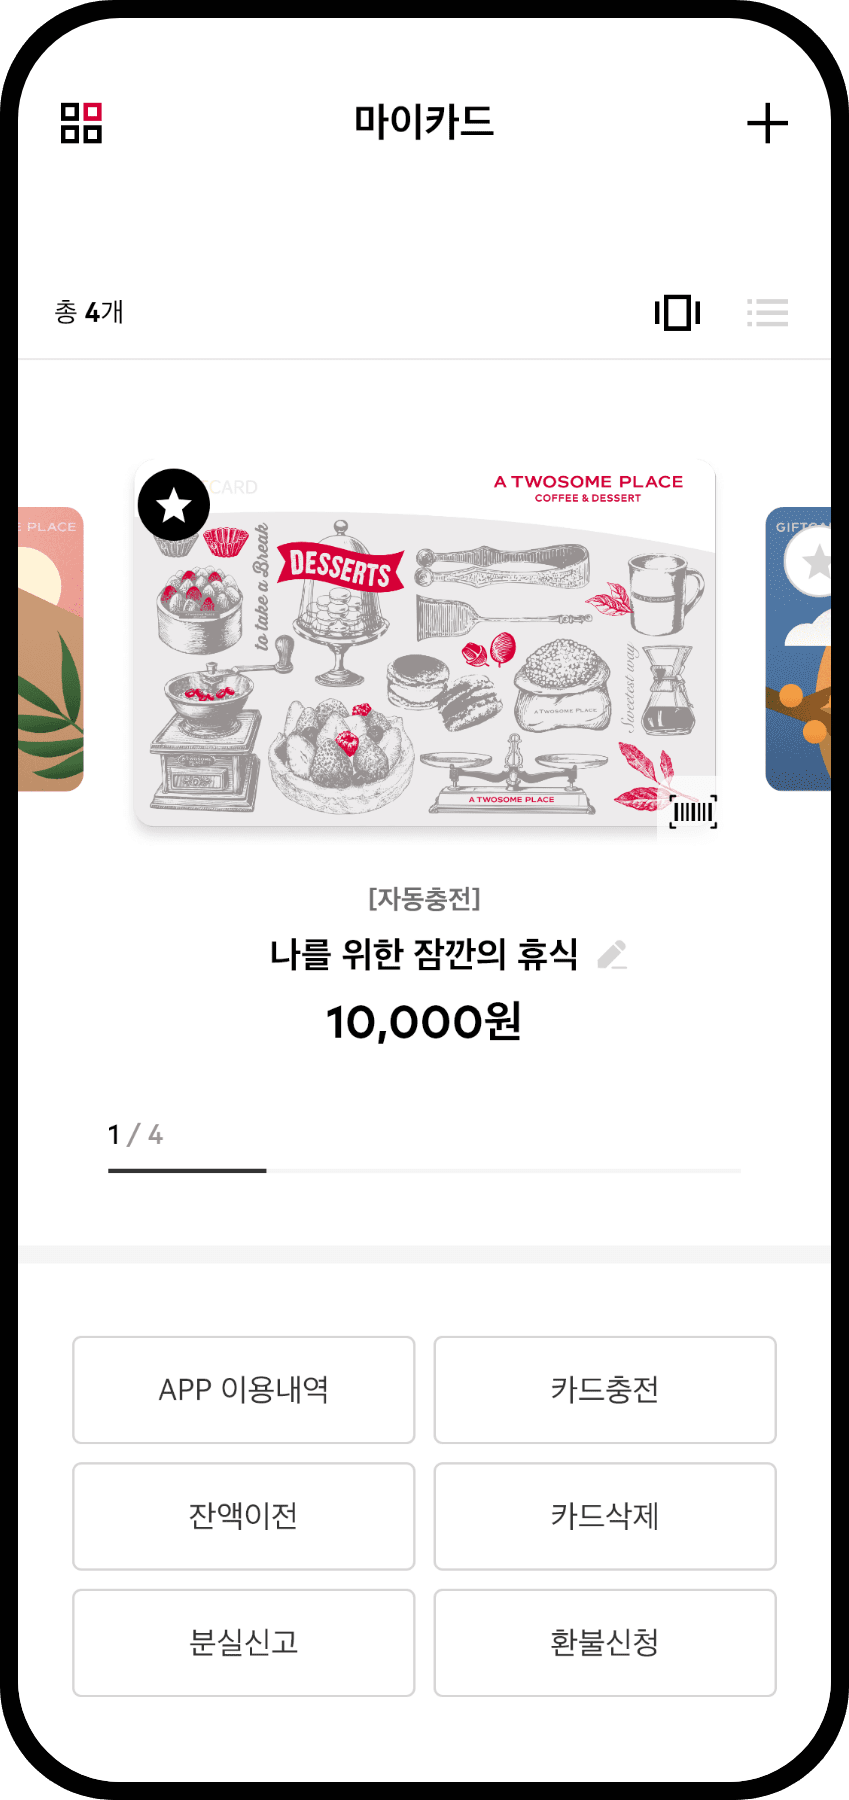 마이카드
총 4개
CARD
A TWOSOME PLACE
COFFEE & DESSERT
E PLACE
GIFTCA
to take a Break
DESSERTS
Sweetest way
A TWOSOME PLACE
A TWOSOME PLACE
[자동충전]
나를 위한 잠깐의 휴식
10,000원
1 / 4
APP 이용내역
카드충전
잔액이전
카드삭제
분실신고
환불신청